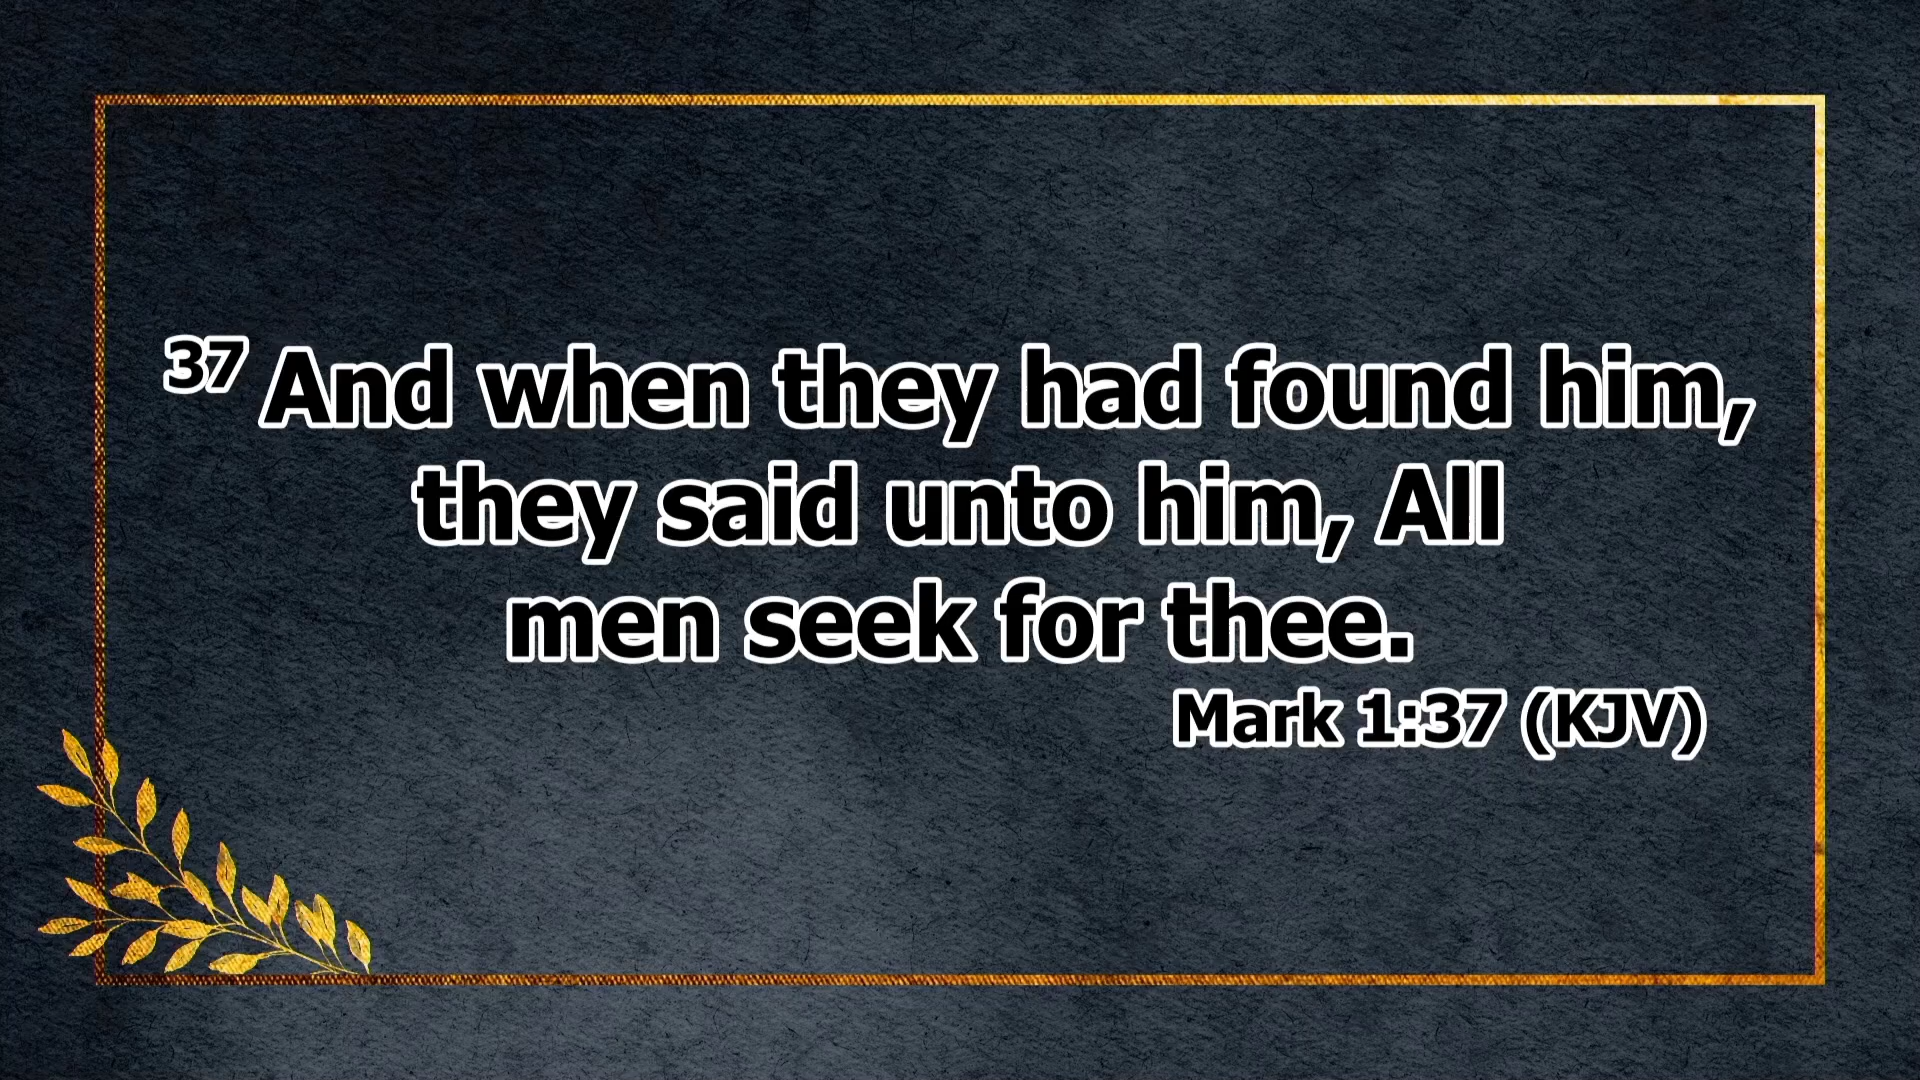 37 And when they had found him,
they said unto him, All
men seek for thee.
Mark 1:37 (KJV)